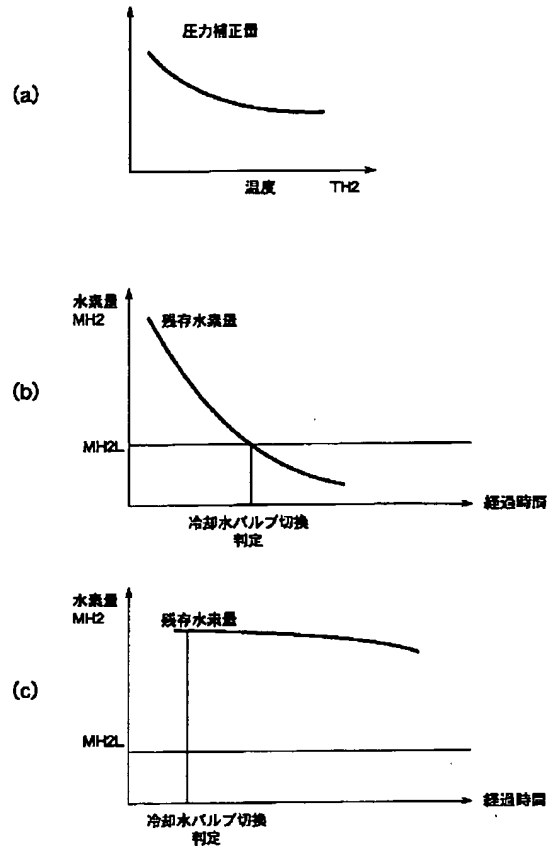 (a)
圧力補正量
温度 TH2
(b)
水素量
MH2
残存水素量
MH2L
経過時間
冷却水バルブ切換
判定
(c)
水素量
MH2
残存水素量
MH2L
経過時間
冷却水バルブ切換
判定